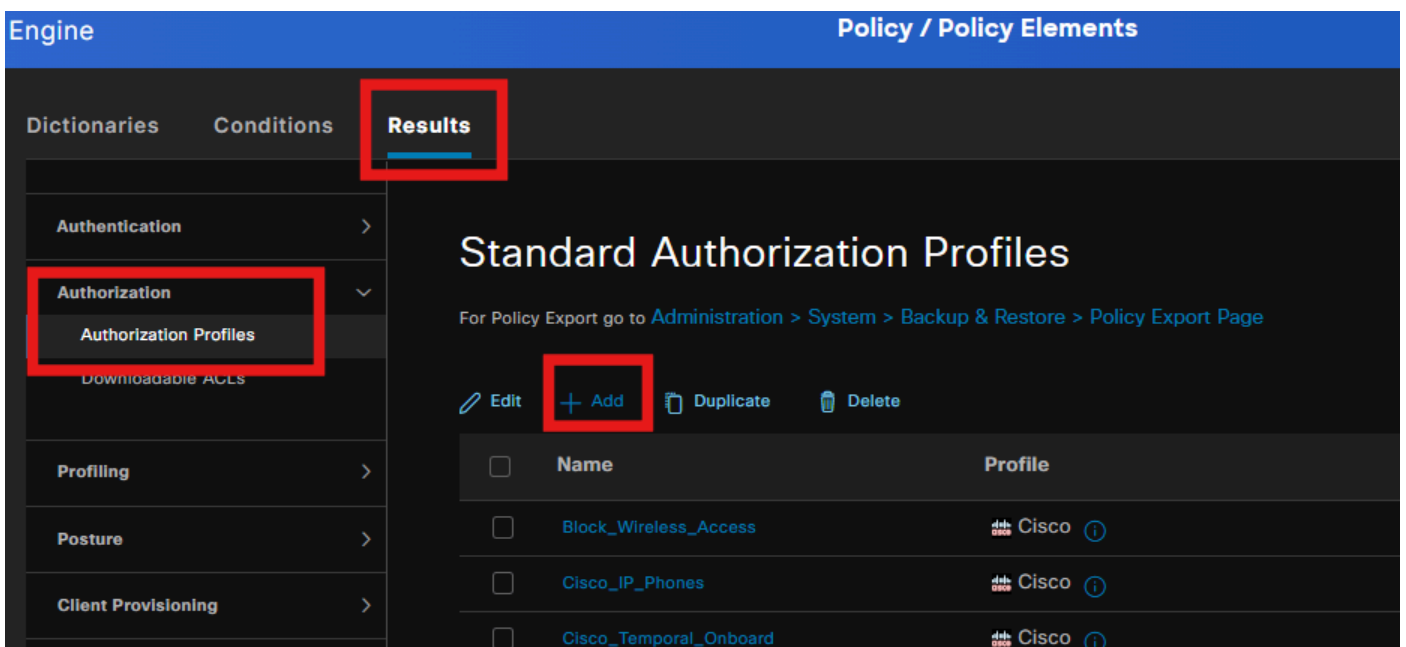 Engine
Policy / Policy Elements
Dictionaries Conditions Results
Authentication
Authorization
Authorization Profiles
Downloadable ACLs
Profiling
Posture
Client Provisioning
Standard Authorization Profiles
For Policy Export go to Administration > System > Backup & Restore > Policy Export Page
Edit + Add Duplicate Delete
Name Profile
Block_Wireless_Access Cisco
Cisco_IP_Phones Cisco
Cisco_Temporal_Onboard Cisco